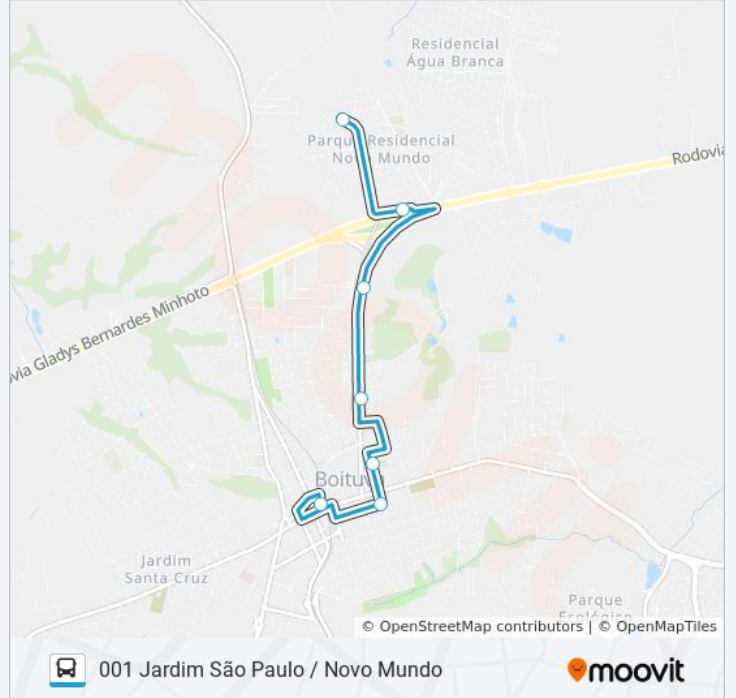 Residencial
Água Branca
Parque Residencial
Novo Mundo
Rodovia
via Gladys Bernardes Minhoto
Boituva
Jardim
Santa Cruz
Parque
Ecológico
© OpenStreetMap contributors | © OpenMapTiles
001 Jardim São Paulo / Novo Mundo
moovit